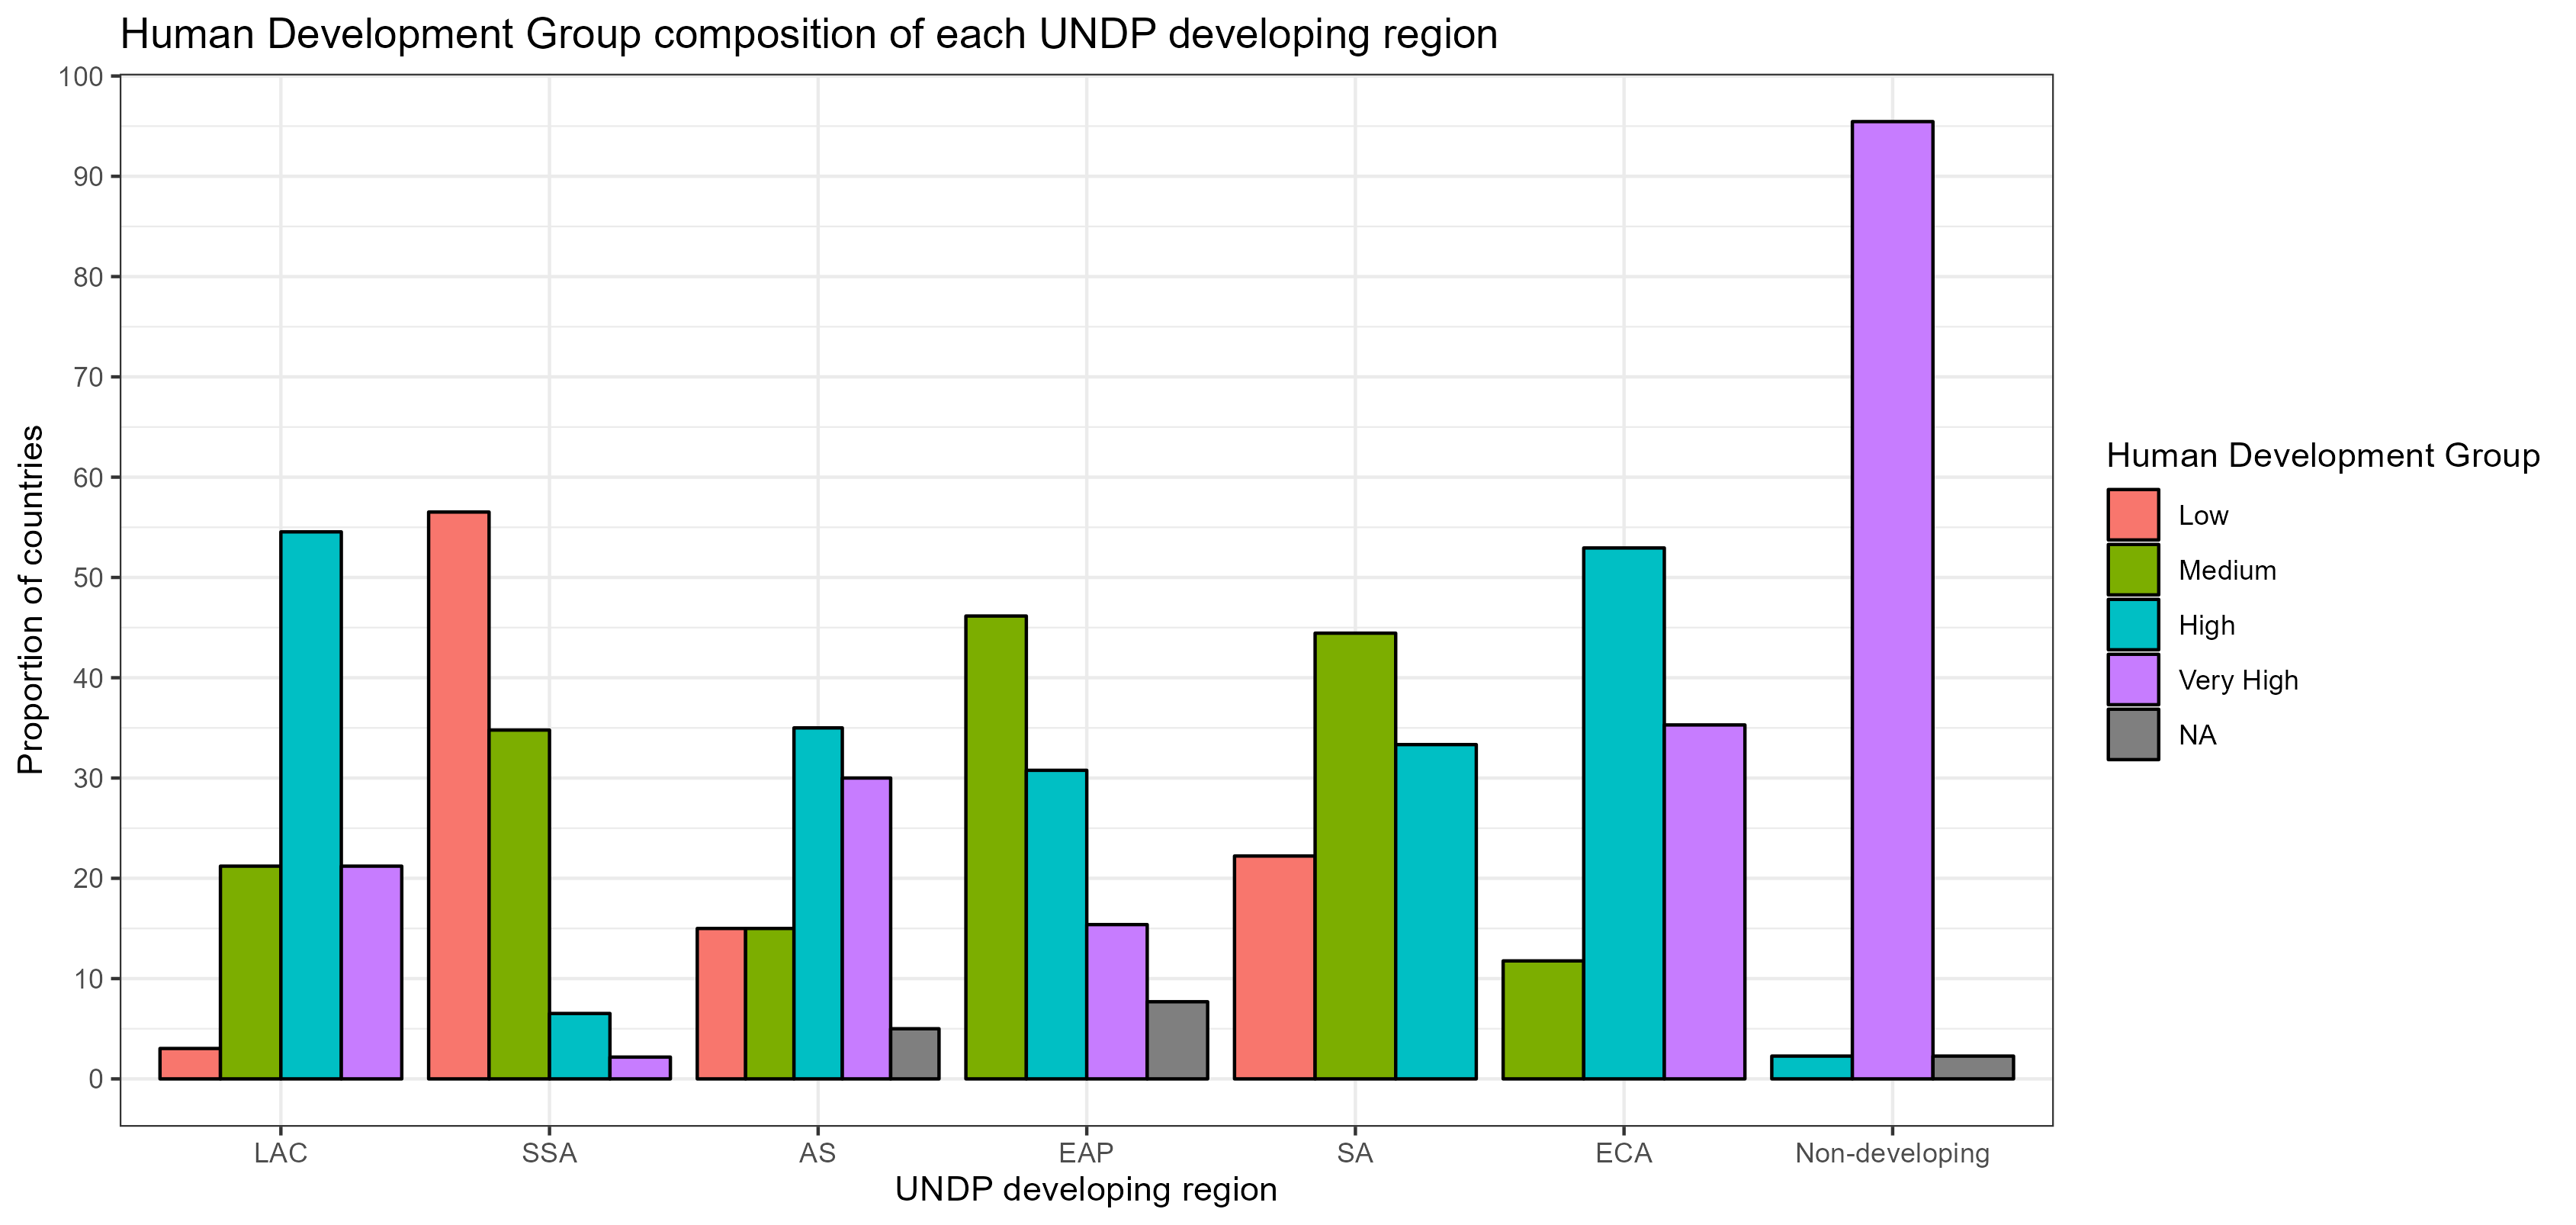 Human Development Group composition of each UNDP developing region
100
90
80
70
60
50
40
30
20
10
0
Proportion of countries
LAC SSA AS EAP SA ECA Non-developing
UNDP developing region
Human Development Group
Low
Medium
High
Very High
NA